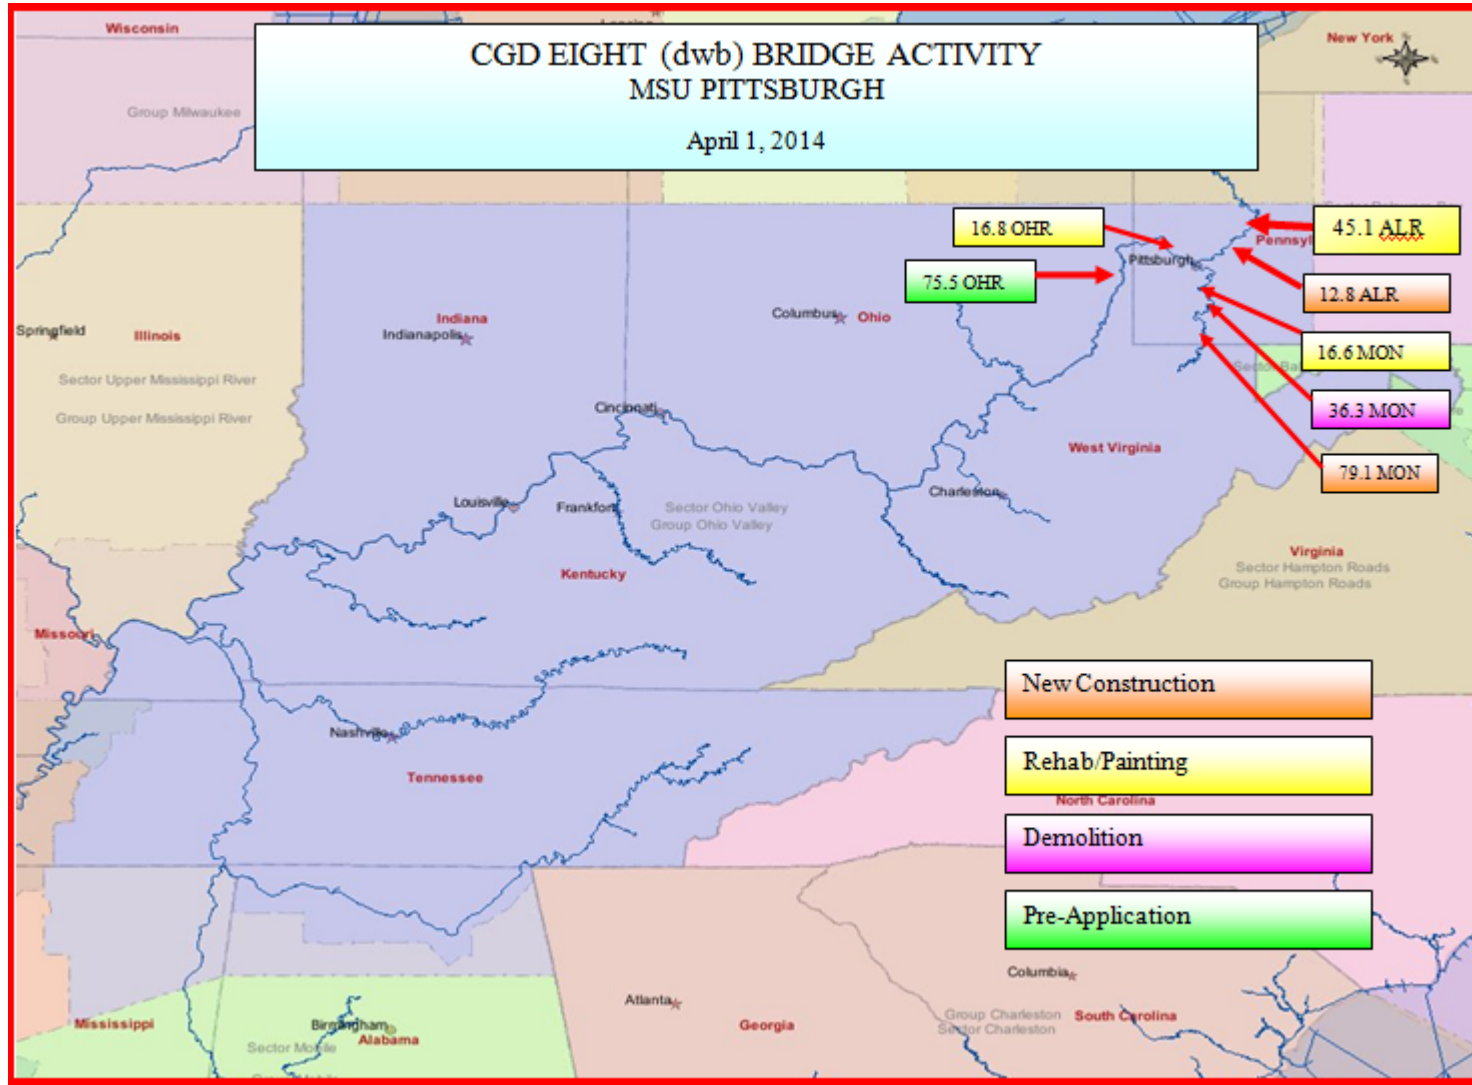 Wisconsin
New York
CGD EIGHT (dwb) BRIDGE ACTIVITY
MSU PITTSBURGH
April 1, 2014
Group Milwaukee
16.8 OHR
45.1 ALR
Pennsyl
Pittsburgh
75.5 OHR
12.8 ALR
Springfield
Illinois
Indiana
Indianapolis
Columbus
Ohio
16.6 MON
Sector Upper Mississippi River
Group Upper Mississippi River
Cincinnati
36.3 MON
West Virginia
79.1 MON
Louisville
Frankfort
Sector Ohio Valley
Group Ohio Valley
Charleston
Virginia
Sector Hampton Roads
Group Hampton Roads
Kentucky
Missouri
New Construction
Nashville
Rehab/Painting
Tennessee
North Carolina
Demolition
Pre-Application
Columbia
Atlanta
Mississippi
Birmingham
Alabama
Sector Mobile
Georgia
Group Charleston
Sector Charleston
South Carolina